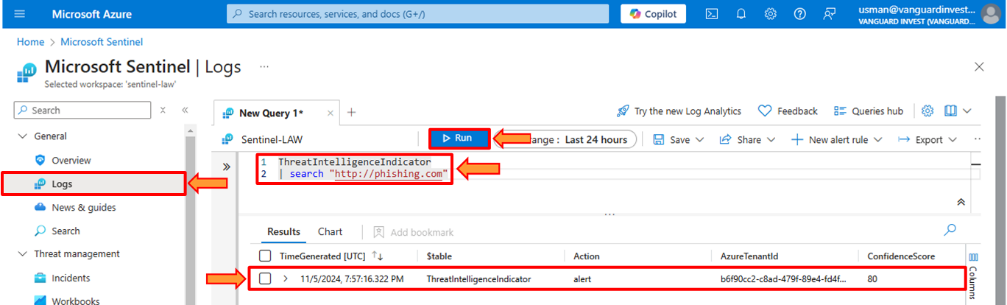 Microsoft Azure
Search resources, services, and docs (G+/)
Copilot
usman@vanguardinvest...
VANGUARD INVEST (VANGUARD...
Home > Microsoft Sentinel
Microsoft Sentinel | Logs ...
Selected workspace: 'sentinel-law'
Search
General
Overview
Logs
News & guides
Search
Threat management
Incidents
Workbooks
New Query 1*
Try the new Log Analytics
Feedback
Queries hub
Sentinel-LAW
Run
ange : Last 24 hours
Save
Share
New alert rule
Export
1 ThreatIntelligenceIndicator
2 | search "http://phishing.com"
Results Chart Add bookmark
TimeGenerated [UTC] $table Action AzureTenantId ConfidenceScore
11/5/2024, 7:57:16.322 PM ThreatIntelligenceIndicator alert b6f90cc2-c8ad-479f-89e4-fd4f... 80
Columns